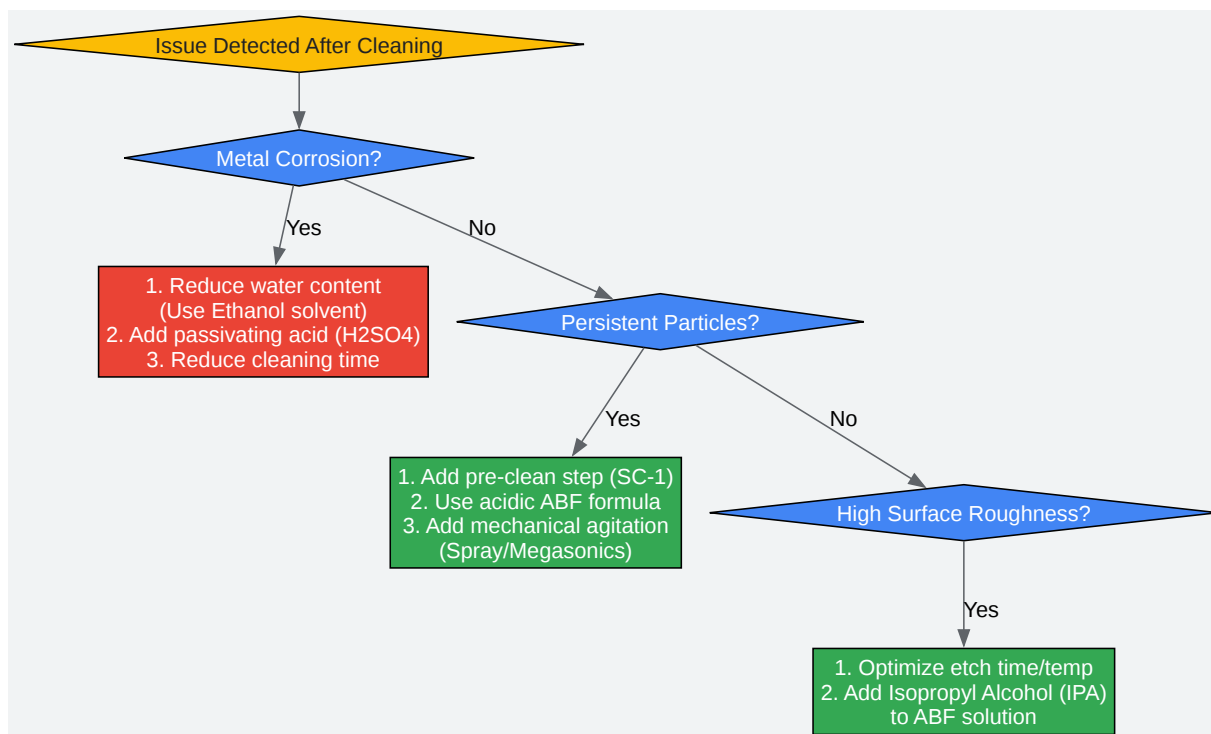 Issue Detected After Cleaning
Metal Corrosion?
Yes
No
1. Reduce water content
(Use Ethanol solvent)
2. Add passivating acid (H2SO4)
3. Reduce cleaning time
Persistent Particles?
Yes
No
1. Add pre-clean step (SC-1)
2. Use acidic ABF formula
3. Add mechanical agitation
(Spray/Megasonics)
High Surface Roughness?
Yes
1. Optimize etch time/temp
2. Add Isopropyl Alcohol (IPA)
to ABF solution